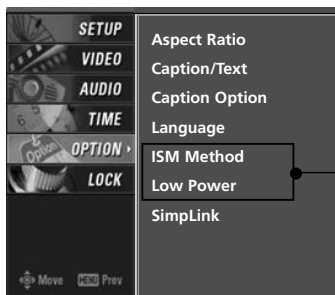 SETUP
VIDEO
AUDIO
TIME
OPTION
LOCK
Move MENU Prev
Aspect Ratio
Caption/Text
Caption Option
Language
ISM Method
Low Power
SimpLink